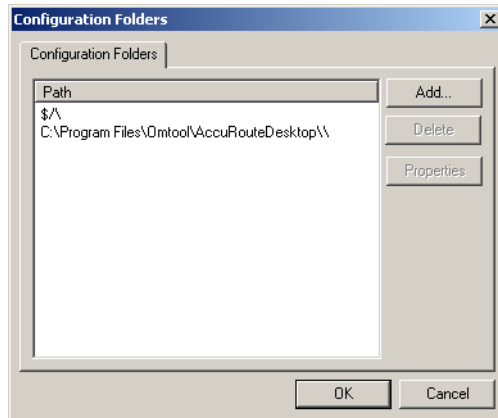 Configuration Folders
Configuration Folders
Path
$/\
C:\Program Files\Omtool\AccuRouteDesktop\\
Add...
Delete
Properties
OK
Cancel